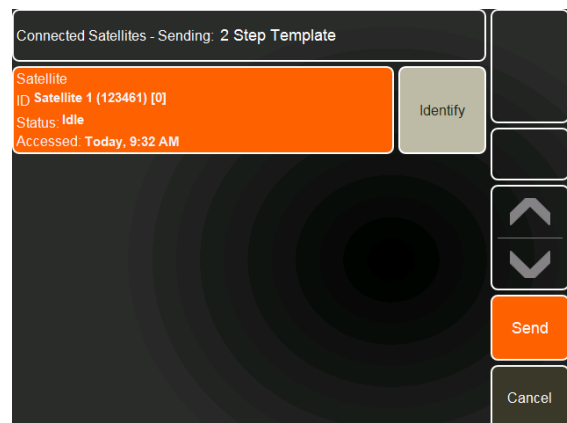 Connected Satellites - Sending: 2 Step Template
Satellite
ID Satellite 1 (123461) [0]
Status: Idle
Accessed: Today, 9:32 AM
Identify
Send
Cancel